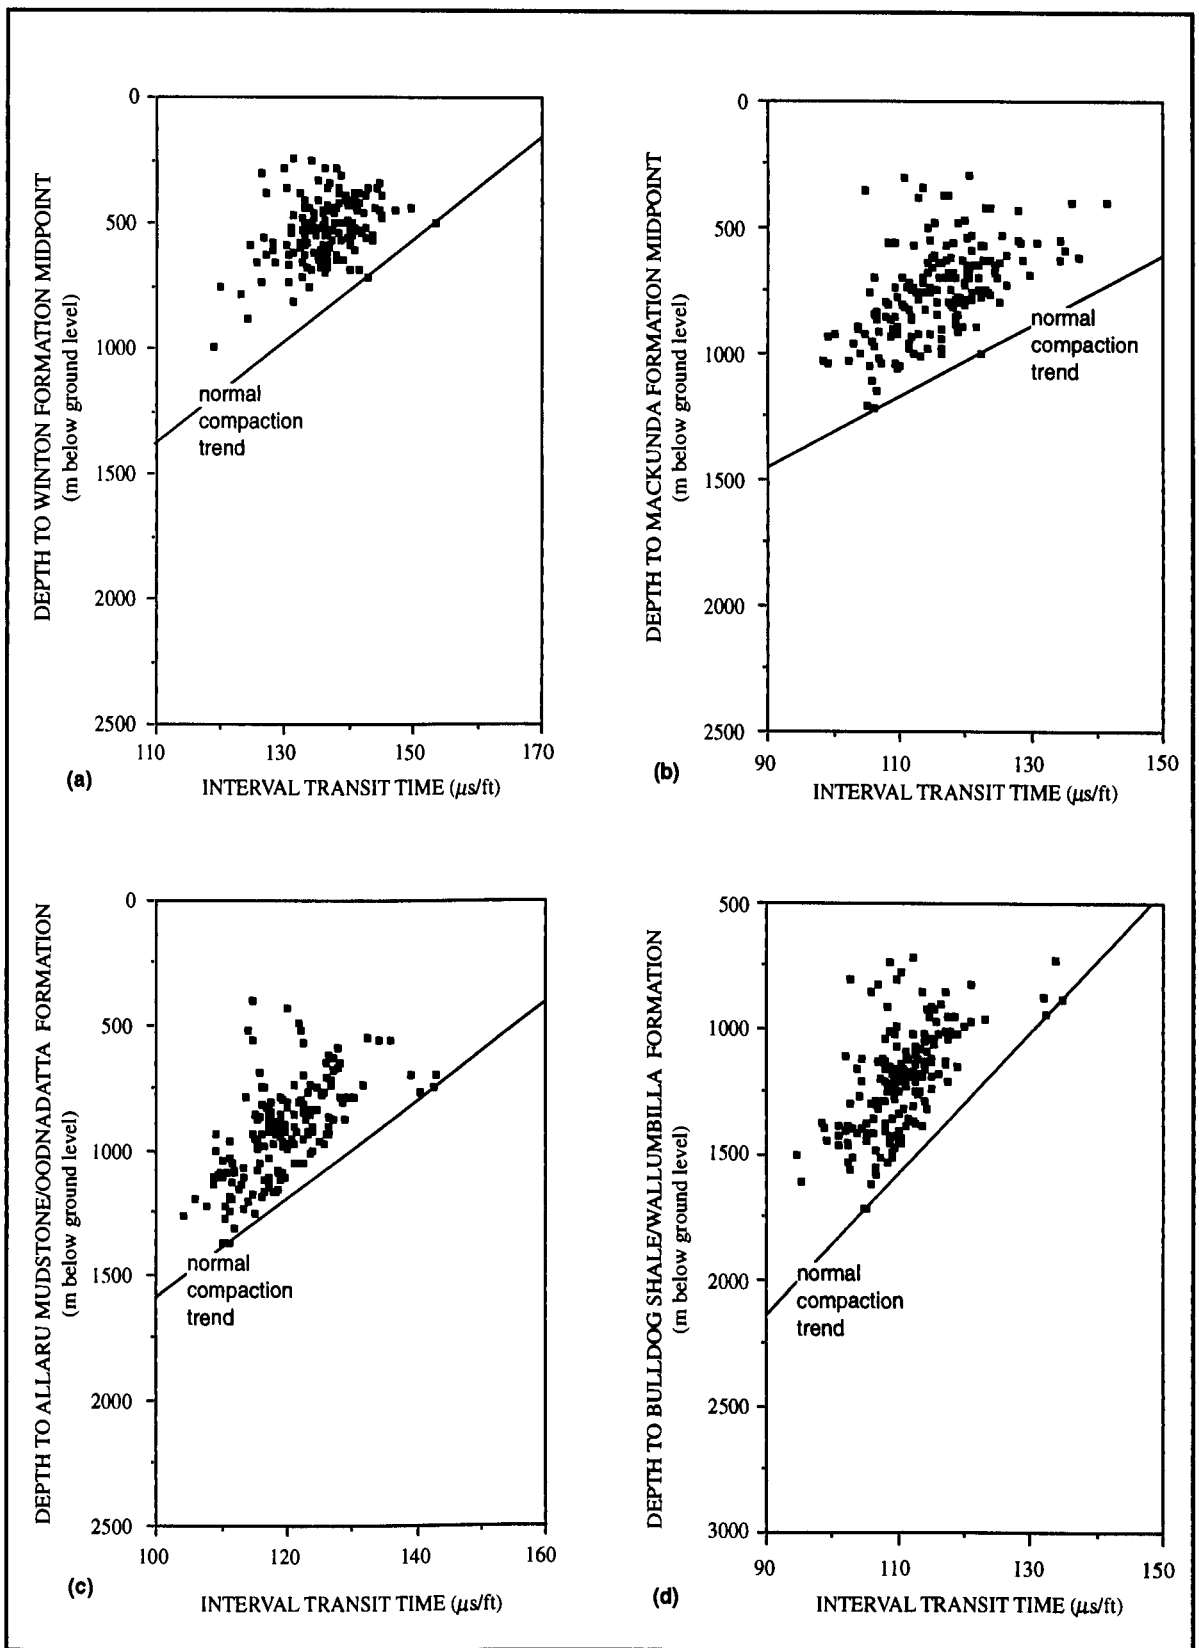 DEPTH TO WINTON FORMATION MIDPOINT
(m below ground level)
0
500
1000
1500
2000
2500
normal
compaction
trend
110
130
150
170
(a)
INTERVAL TRANSIT TIME (μs/ft)
DEPTH TO MACKUNDA FORMATION MIDPOINT
(m below ground level)
0
500
1000
1500
2000
2500
normal
compaction
trend
90
110
130
150
(b)
INTERVAL TRANSIT TIME (μs/ft)
DEPTH TO ALLARU MUDSTONE/OODNADATTA FORMATION
(m below ground level)
0
500
1000
1500
2000
2500
normal
compaction
trend
100
120
140
160
(c)
INTERVAL TRANSIT TIME (μs/ft)
DEPTH TO BULLDOG SHALE/WALLUMBILLA FORMATION
(m below ground level)
500
1000
1500
2000
2500
3000
normal
compaction
trend
90
110
130
150
(d)
INTERVAL TRANSIT TIME (μs/ft)